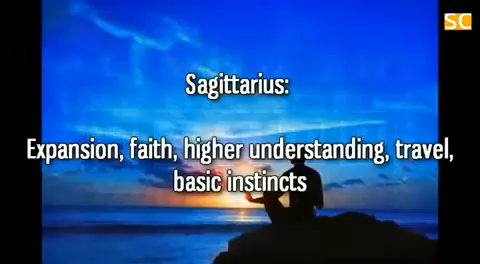 SC
Sagittarius:
Expansion, faith, higher understanding, travel,
basic instincts